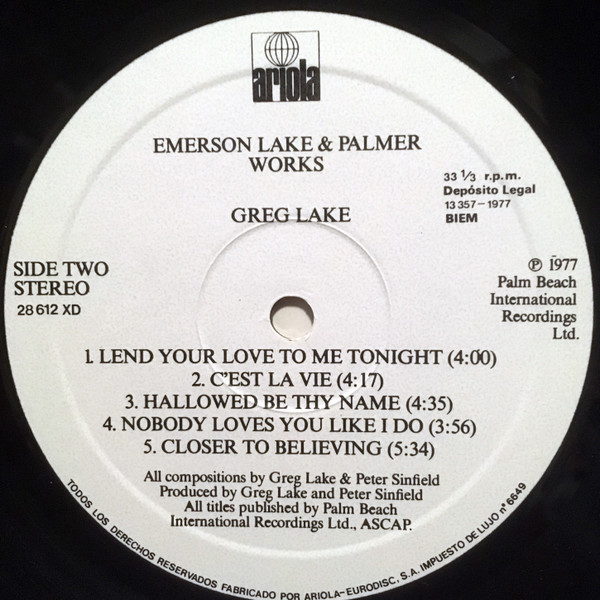 ariola
EMERSON LAKE & PALMER
WORKS
33 1/3 r.p.m.
Depósito Legal
13 357-1977
BIEM
GREG LAKE
SIDE TWO
STEREO
28 612 XD
℗ 1977
Palm Beach
International
Recordings
Ltd.
1. LEND YOUR LOVE TO ME TONIGHT (4:00)
2. C'EST LA VIE (4:17)
3. HALLOWED BE THY NAME (4:35)
4. NOBODY LOVES YOU LIKE I DO (3:56)
5. CLOSER TO BELIEVING (5:34)
All compositions by Greg Lake & Peter Sinfield
Produced by Greg Lake and Peter Sinfield
All titles published by Palm Beach
International Recordings Ltd., ASCAP.
TODOS LOS DERECHOS RESERVADOS FABRICADO POR ARIOLA-EURODISC, S.A. IMPUESTO DE LUJO nº 6649